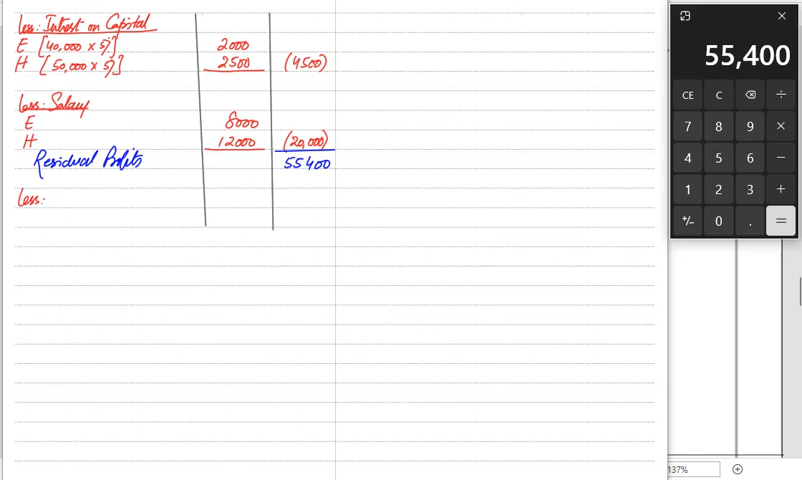 Less: Intrest on Capital
E [40,000 x 5%] 2000
H [50,000 x 5%] 2500 (4500)
Less: Salary
E 8000
H 12000 (20,000)
Residual Profits 55400
Less:
55,400
CE C ÷
7 8 9 ×
4 5 6 −
1 2 3 +
+/− 0 . =
137%